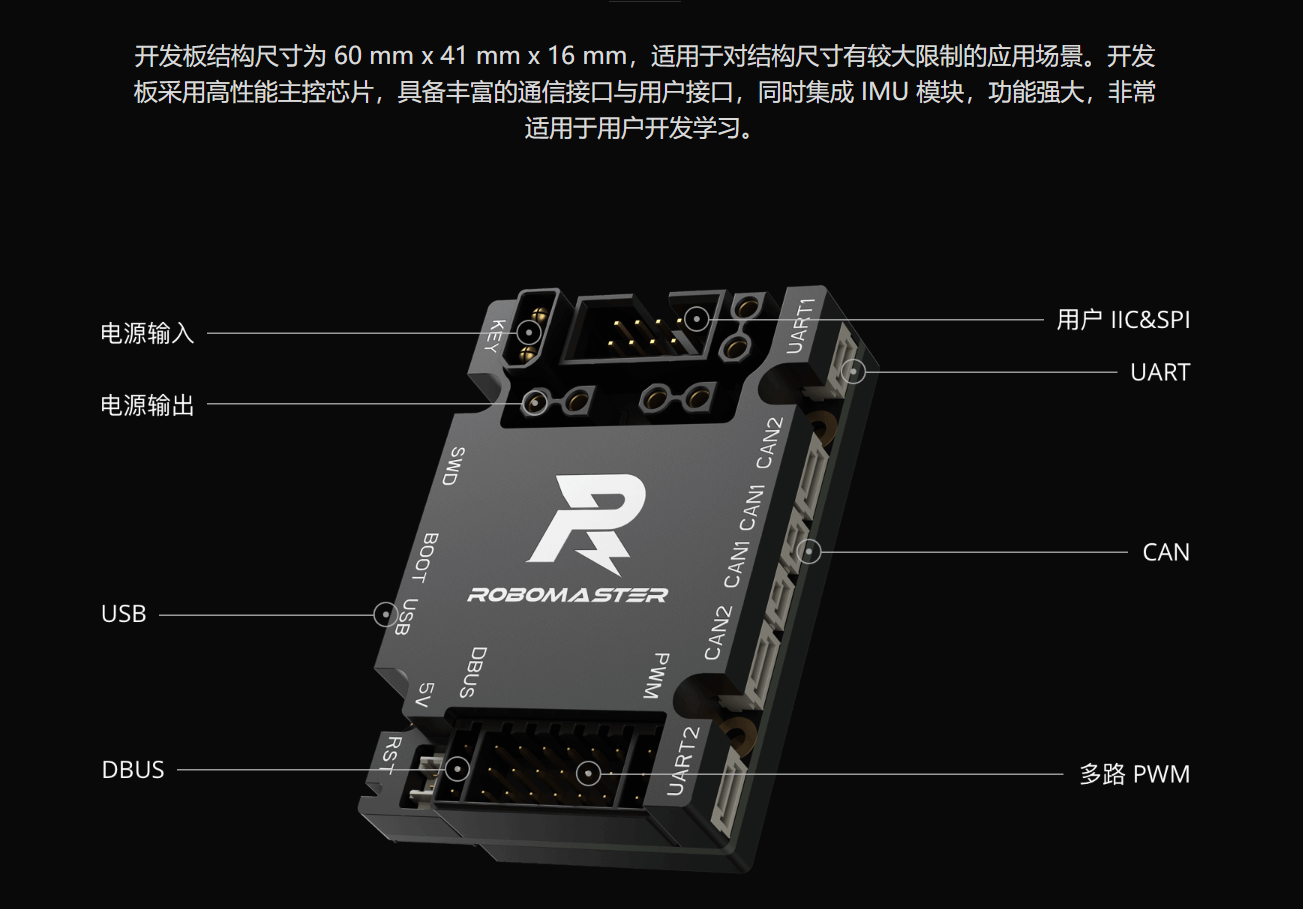 开发板结构尺寸为 60 mm x 41 mm x 16 mm，适用于对结构尺寸有较大限制的应用场景。开发
板采用高性能主控芯片，具备丰富的通信接口与用户接口，同时集成 IMU 模块，功能强大，非常
适用于用户开发学习。
电源输入
用户 IIC&SPI
KEY
UART1
UART
电源输出
CAN2
SWD
CAN1
ROBOMASTER
BOOT
CAN1
CAN
USB
USB
CAN2
DBUS
PWM
5V
RST
UART2
DBUS
多路 PWM